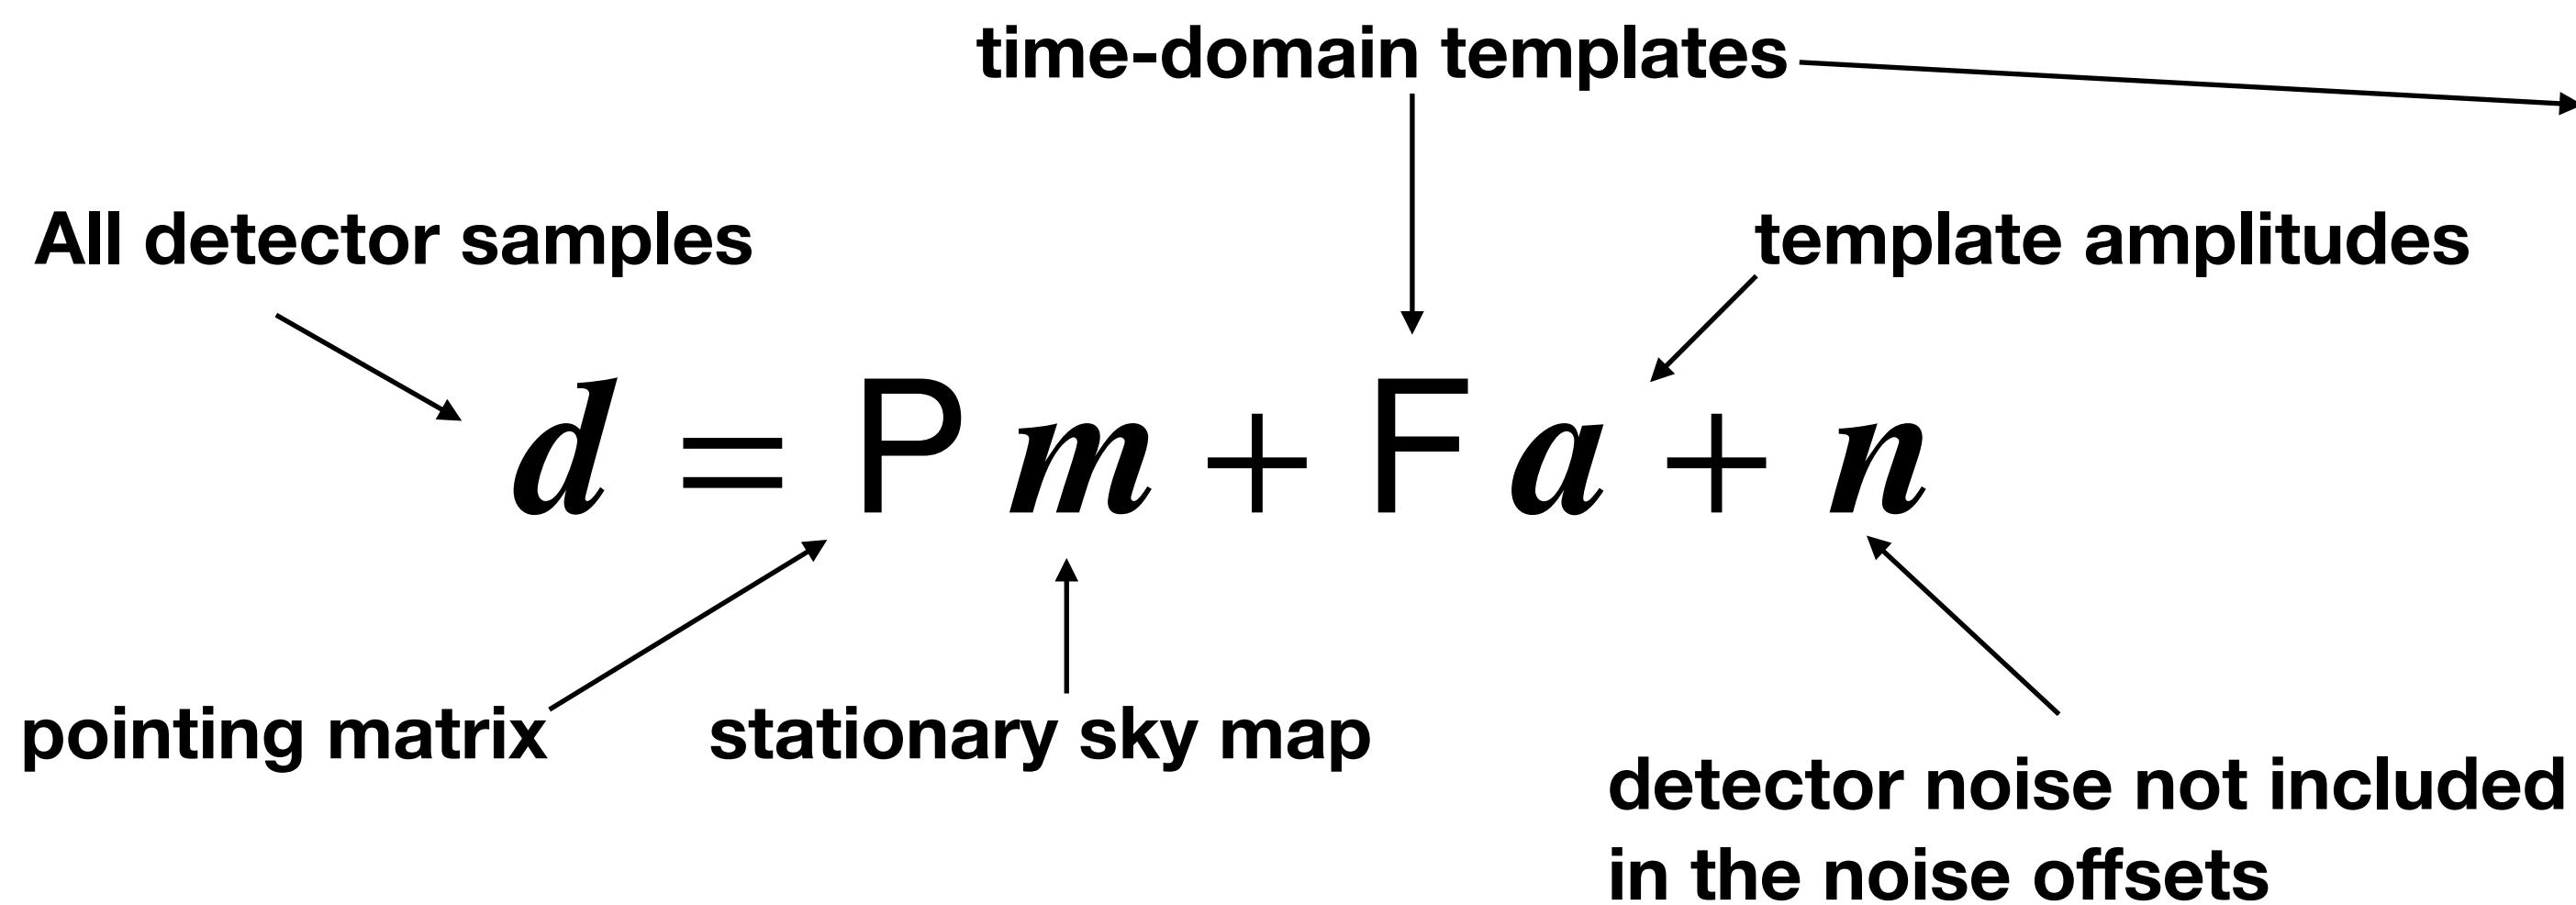 time-domain templates
All detector samples
template amplitudes
d = P m + F a + n
pointing matrix
stationary sky map
detector noise not included
in the noise offsets